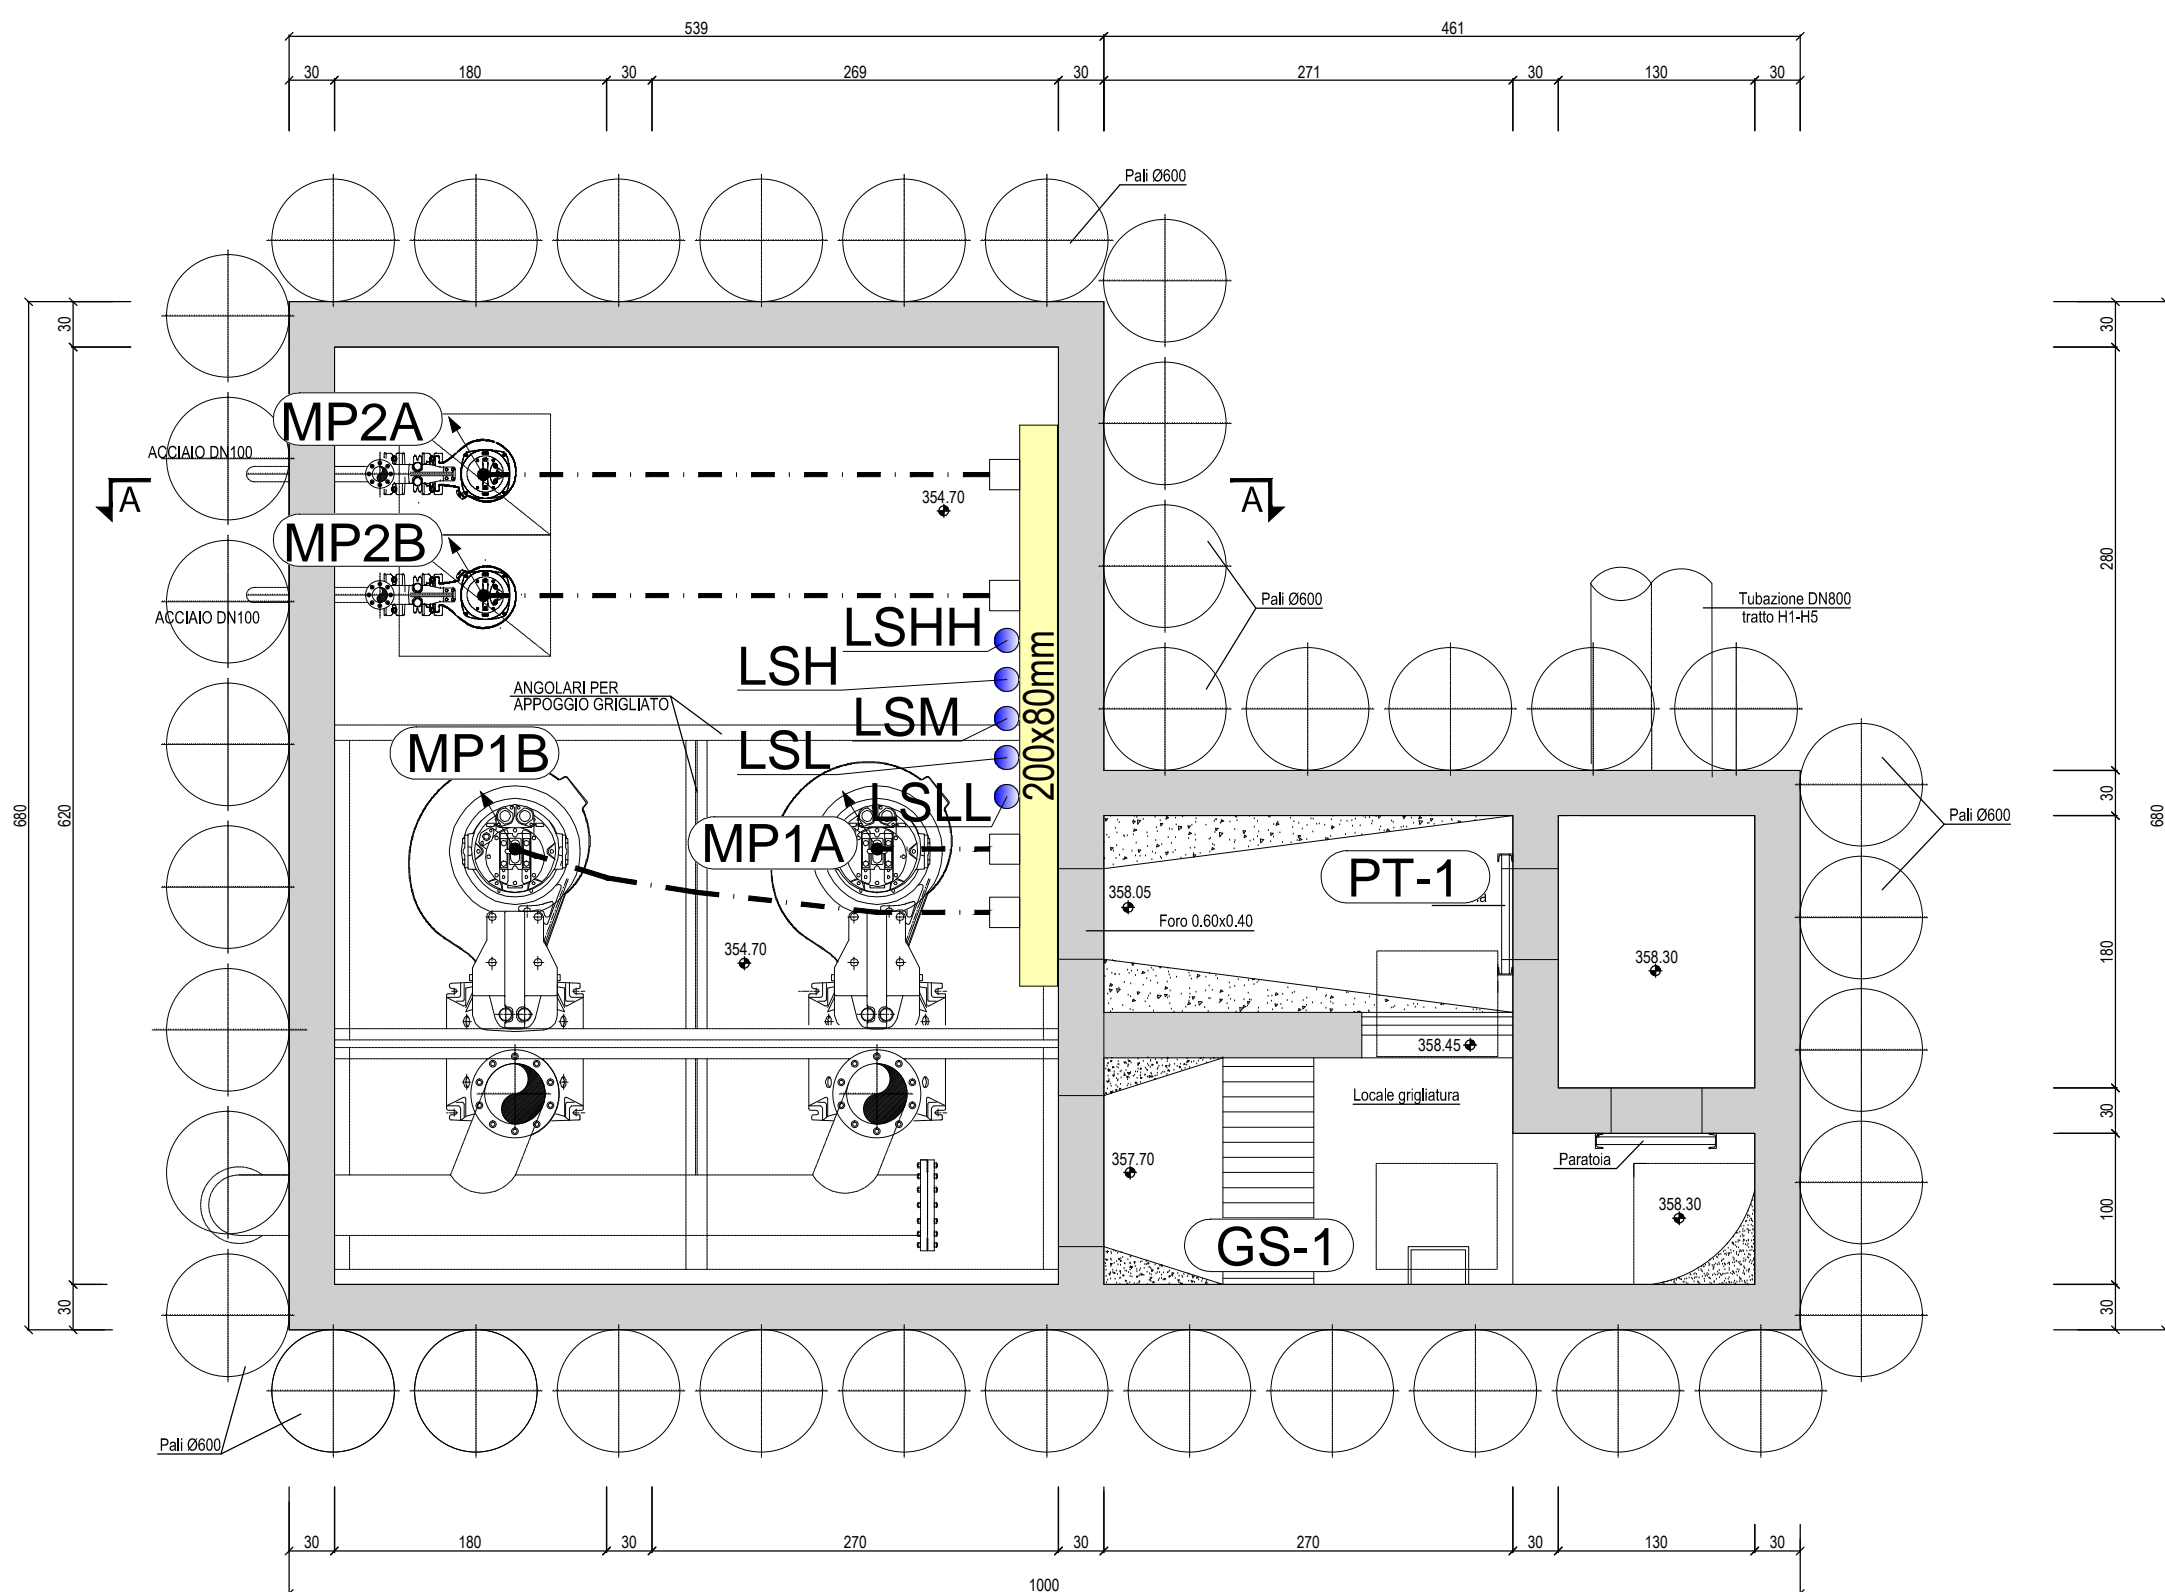 539
461
30
180
30
269
30
271
30
130
30
Pali Ø600
30
30
MP2A
ACCIAIO DN100
A
354.70
A
MP2B
280
ACCIAIO DN100
Pali Ø600
Tubazione DN800
tratto H1-H5
LSHH
LSH
ANGOLARI PER
APPOGGIO GRIGLIATO
LSM
200x80mm
MP1B
LSL
LSLL
30
680
620
680
Pali Ø600
MP1A
PT-1
358.05
Foro 0.60x0.40
354.70
358.30
180
358.45
Locale grigliatura
30
357.70
Paratoia
358.30
100
GS-1
30
30
Pali Ø600
30
180
30
270
30
270
30
130
30
1000